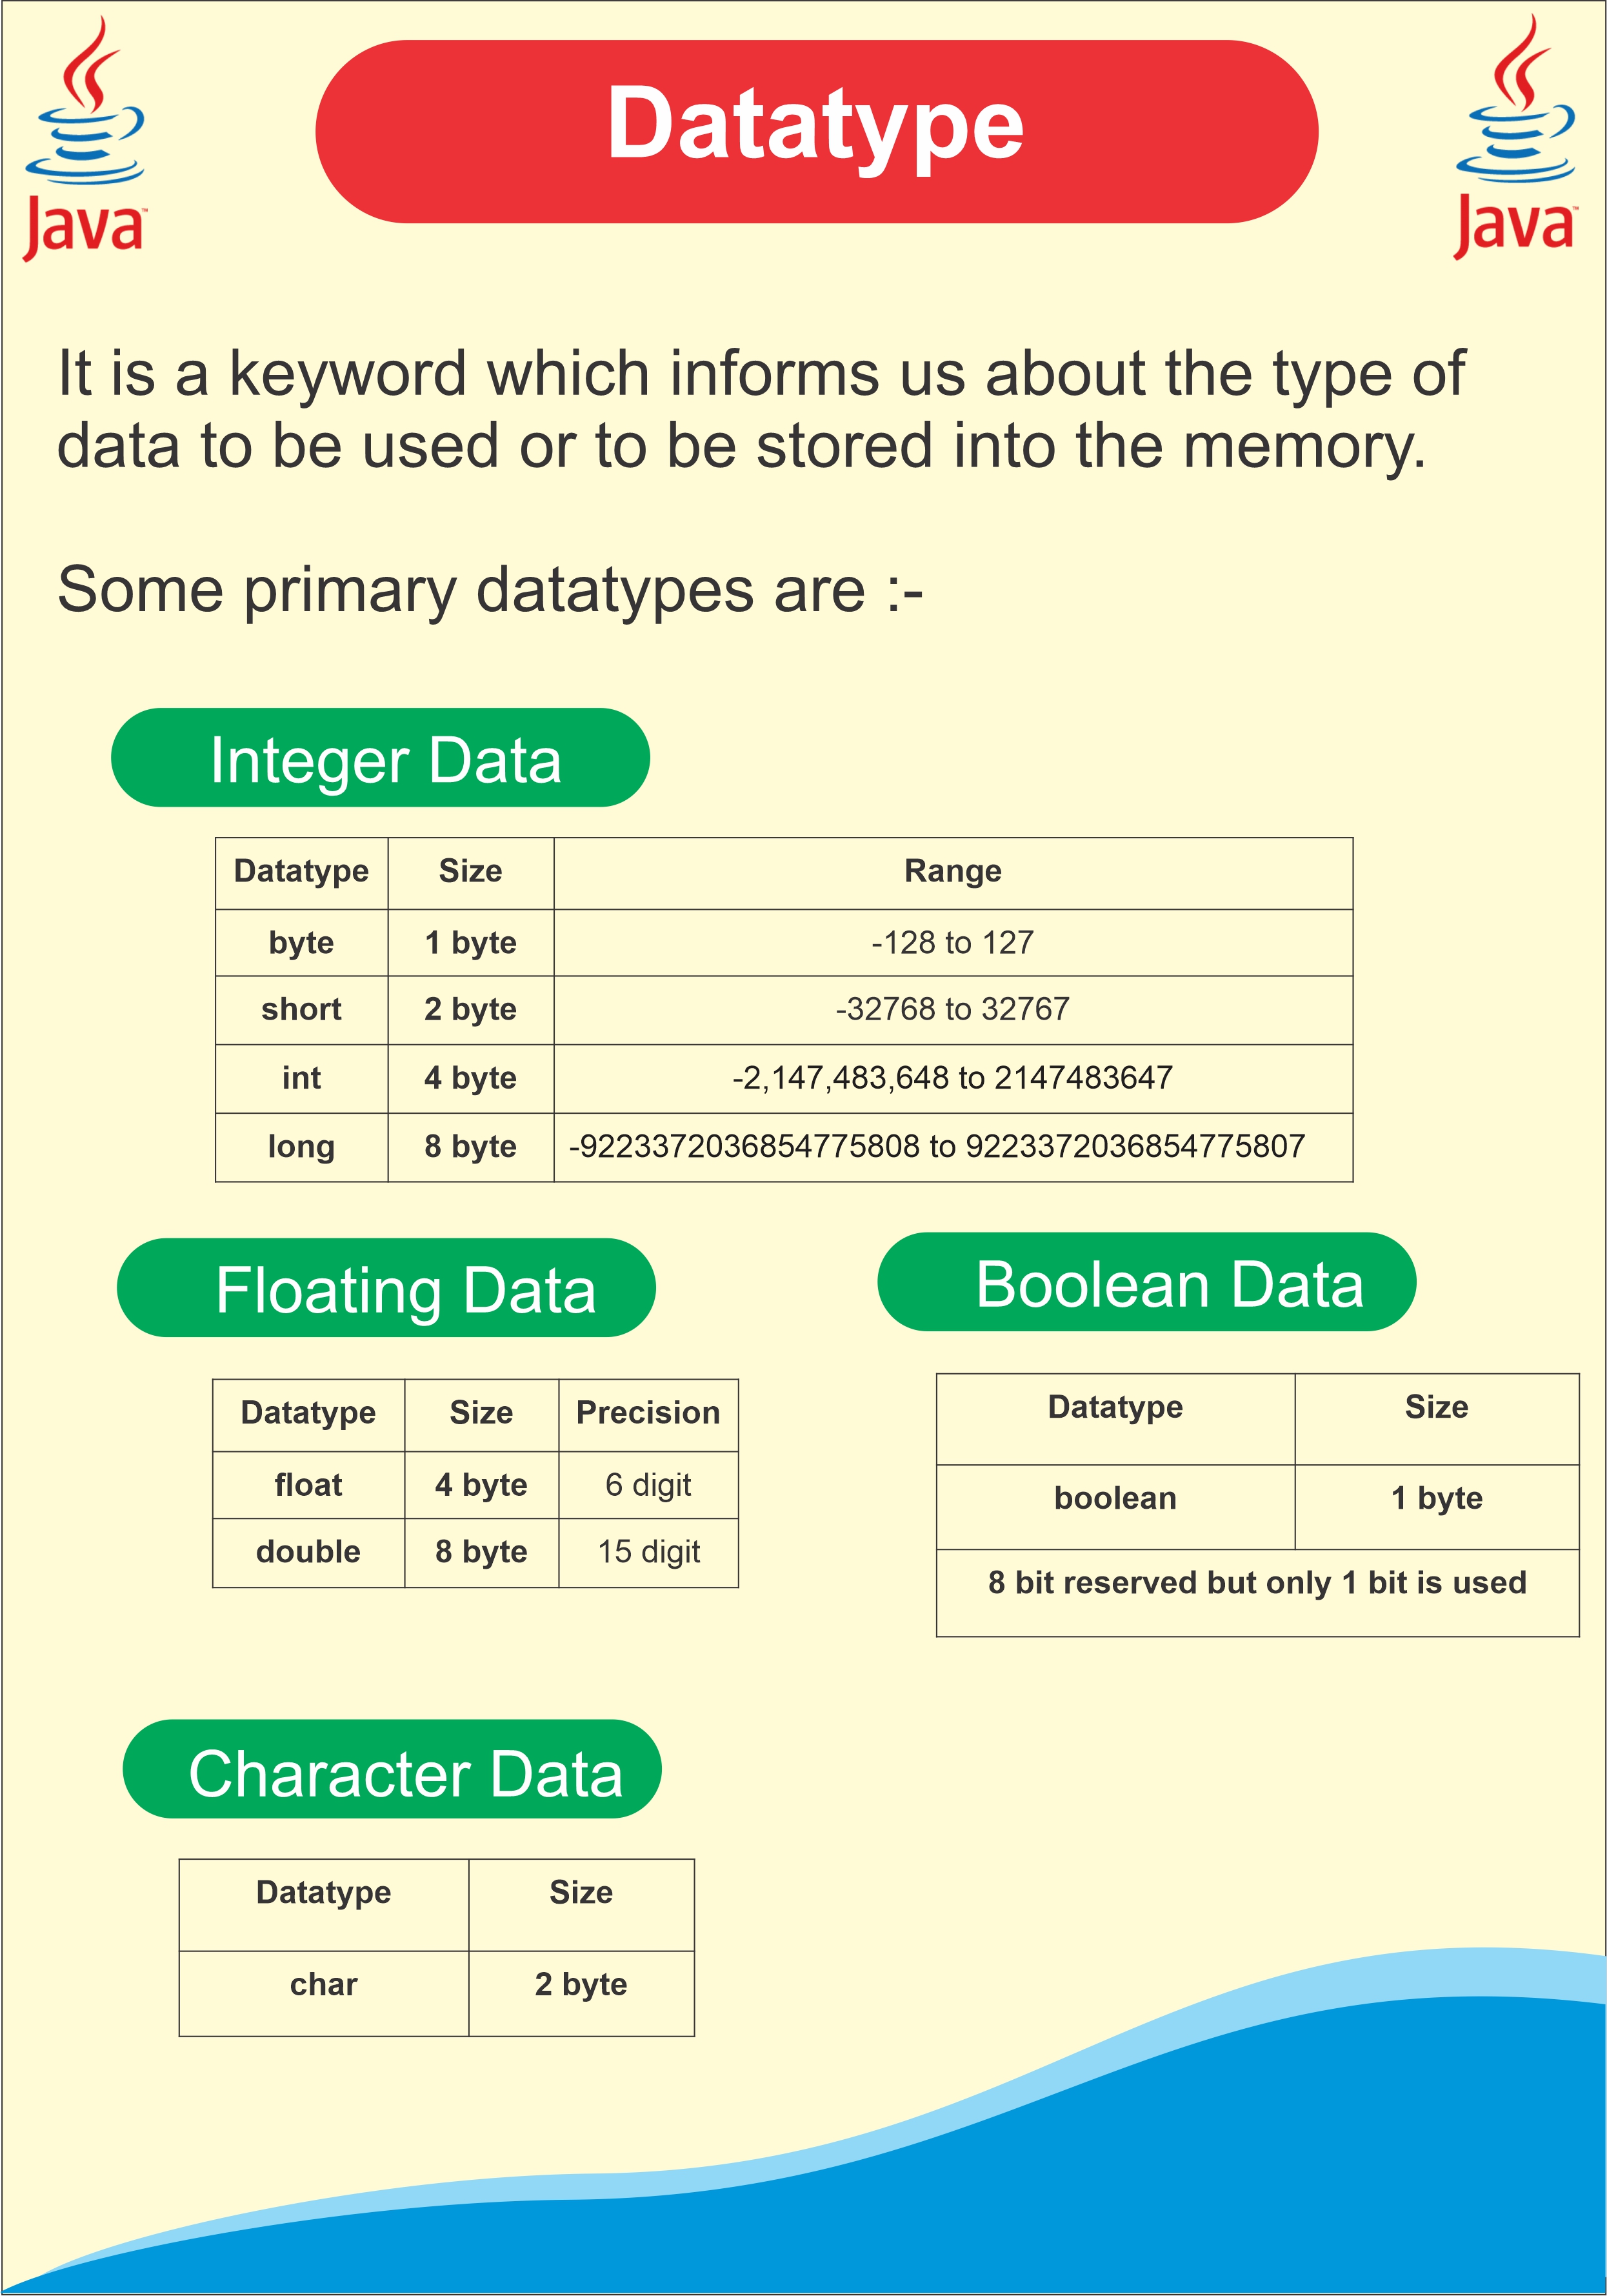 Java™
Datatype
Java™
It is a keyword which informs us about the type of
data to be used or to be stored into the memory.
Some primary datatypes are :-
Integer Data
Datatype Size Range
byte 1 byte -128 to 127
short 2 byte -32768 to 32767
int 4 byte -2,147,483,648 to 2147483647
long 8 byte -9223372036854775808 to 9223372036854775807
Floating Data
Datatype Size Precision
float 4 byte 6 digit
double 8 byte 15 digit
Boolean Data
Datatype Size
boolean 1 byte
8 bit reserved but only 1 bit is used
Character Data
Datatype Size
char 2 byte